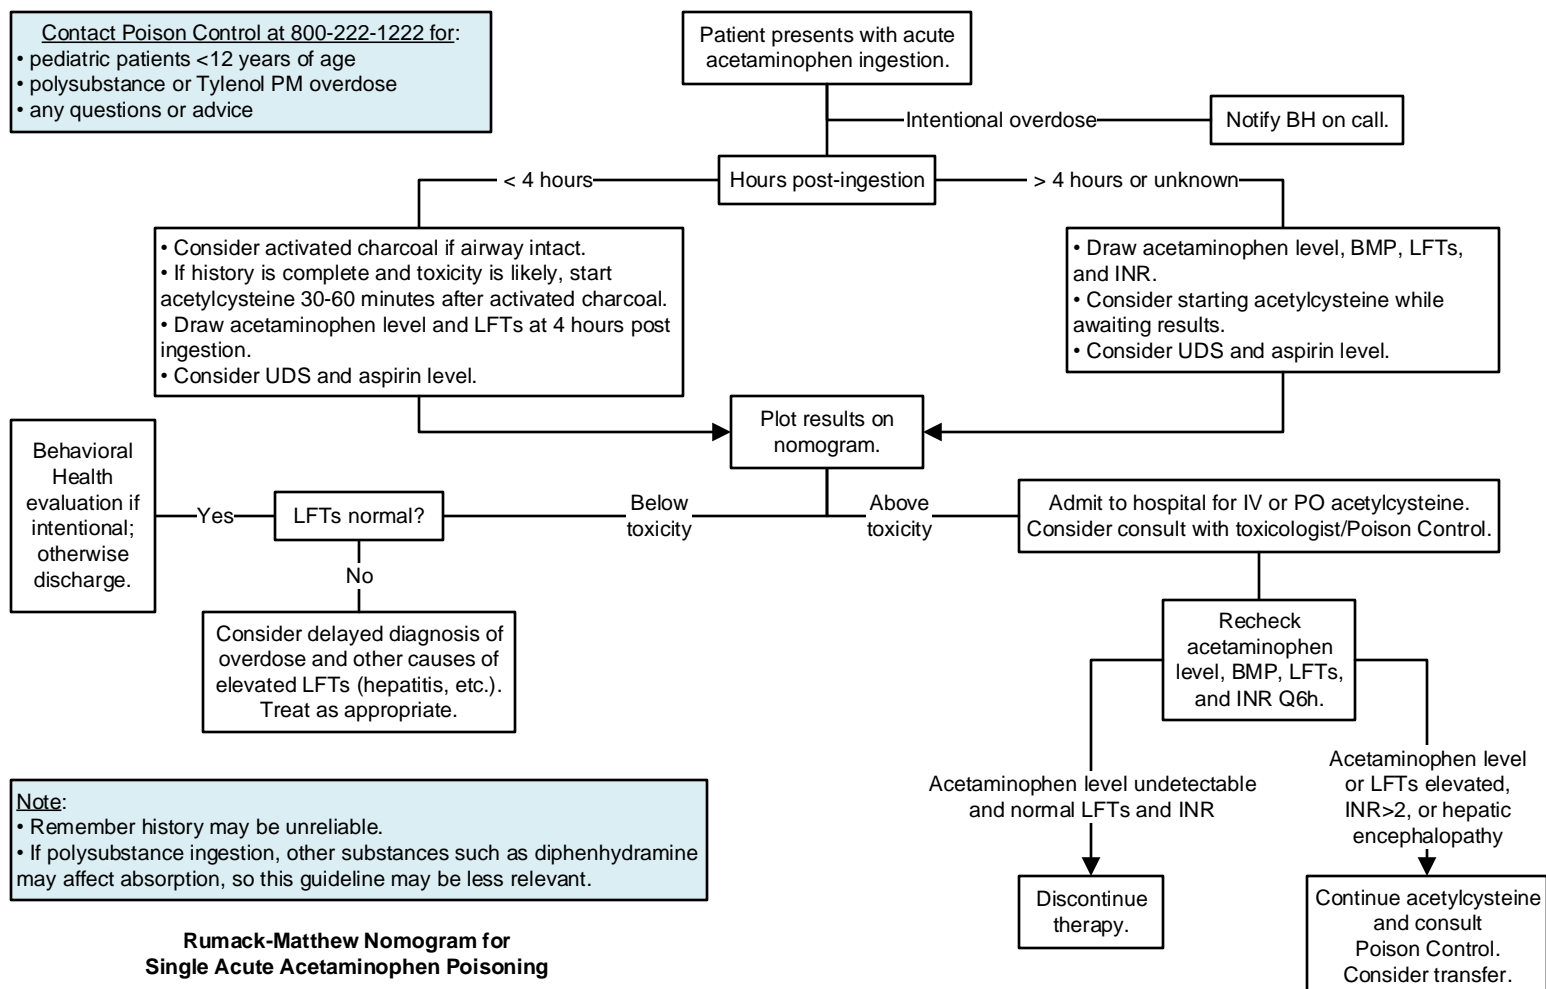 Contact Poison Control at 800-222-1222 for:
• pediatric patients <12 years of age
• polysubstance or Tylenol PM overdose
• any questions or advice
Patient presents with acute
acetaminophen ingestion.
Intentional overdose
Notify BH on call.
< 4 hours
Hours post-ingestion
> 4 hours or unknown
• Consider activated charcoal if airway intact.
• If history is complete and toxicity is likely, start
acetylcysteine 30-60 minutes after activated charcoal.
• Draw acetaminophen level and LFTs at 4 hours post
ingestion.
• Consider UDS and aspirin level.
• Draw acetaminophen level, BMP, LFTs,
and INR.
• Consider starting acetylcysteine while
awaiting results.
• Consider UDS and aspirin level.
Plot results on
nomogram.
Behavioral
Health
evaluation if
intentional;
otherwise
discharge.
Yes
LFTs normal?
Below
toxicity
Above
toxicity
Admit to hospital for IV or PO acetylcysteine.
Consider consult with toxicologist/Poison Control.
No
Consider delayed diagnosis of
overdose and other causes of
elevated LFTs (hepatitis, etc.).
Treat as appropriate.
Recheck
acetaminophen
level, BMP, LFTs,
and INR Q6h.
Acetaminophen level undetectable
and normal LFTs and INR
Acetaminophen level
or LFTs elevated,
INR>2, or hepatic
encephalopathy
Note:
• Remember history may be unreliable.
• If polysubstance ingestion, other substances such as diphenhydramine
may affect absorption, so this guideline may be less relevant.
Discontinue
therapy.
Continue acetylcysteine
and consult
Poison Control.
Consider transfer.
Rumack-Matthew Nomogram for
Single Acute Acetaminophen Poisoning